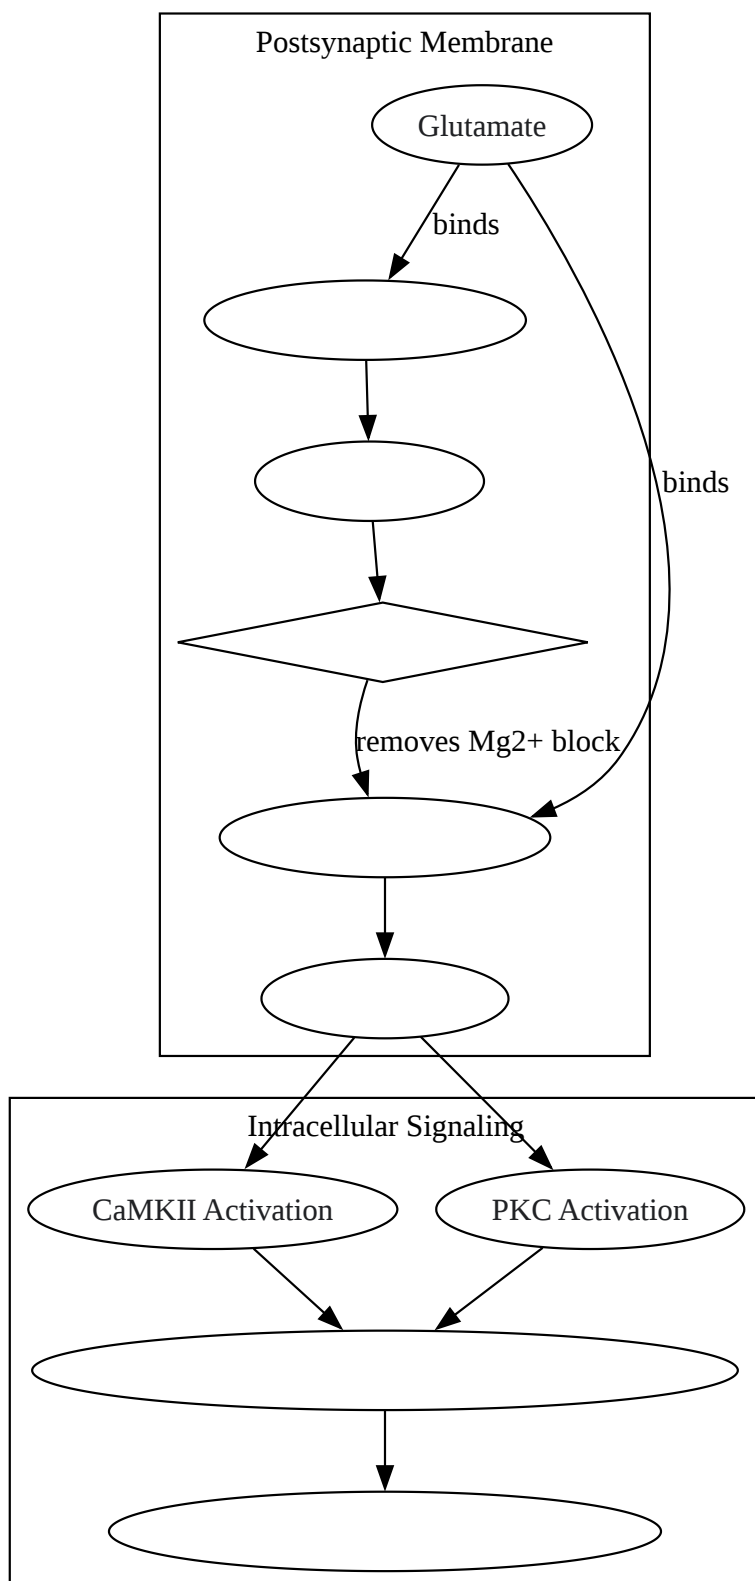 Postsynaptic Membrane
Glutamate
binds
binds
removes Mg2+ block
Intracellular Signaling
CaMKII Activation
PKC Activation